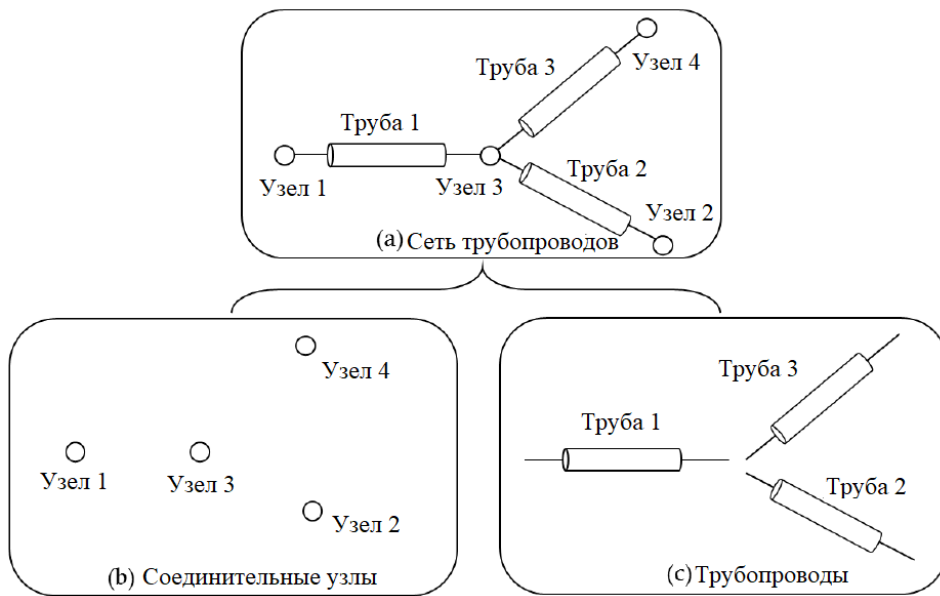 Узел 4
Труба 3
Труба 1
Узел 1
Узел 3
Труба 2
Узел 2
(a) Сеть трубопроводов
Узел 4
Узел 1
Узел 3
Узел 2
(b) Соединительные узлы
Труба 3
Труба 1
Труба 2
(c) Трубопроводы